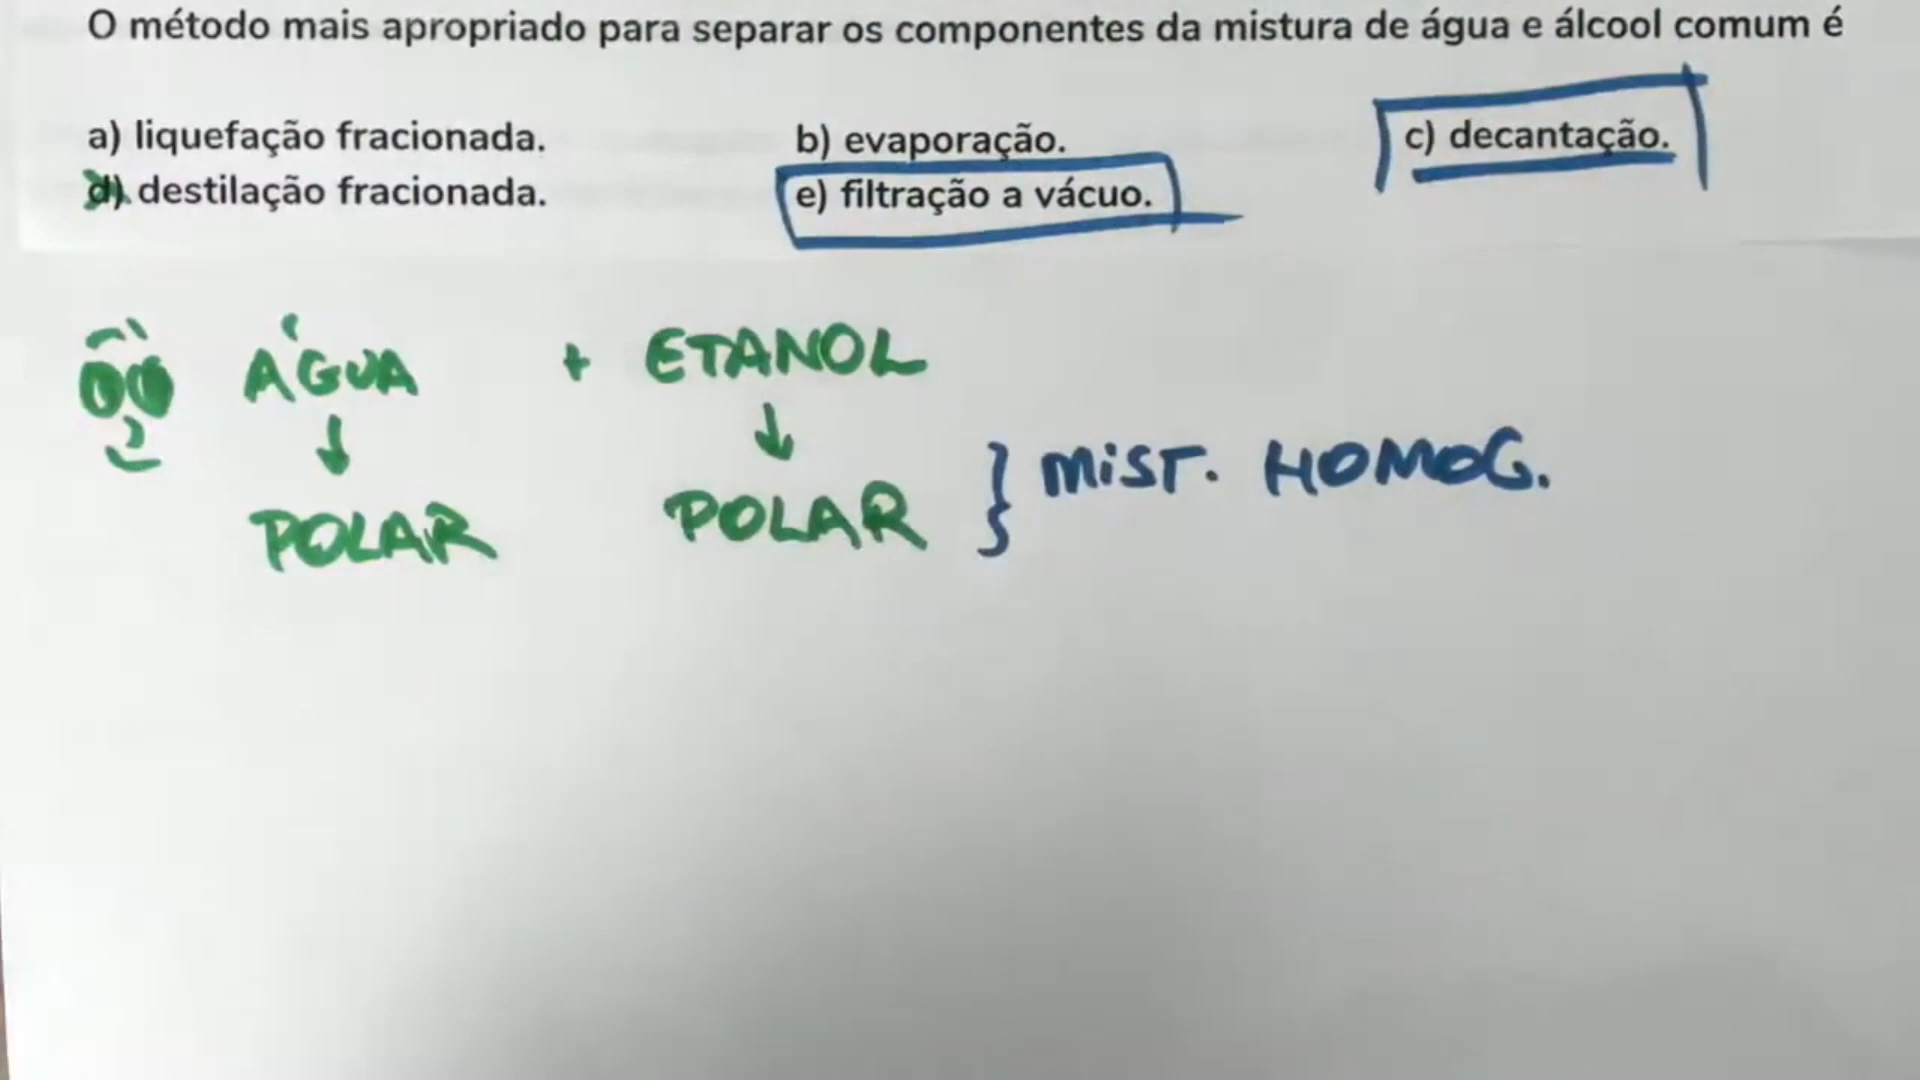 O método mais apropriado para separar os componentes da mistura de água e álcool comum é
a) liquefação fracionada. b) evaporação. c) decantação.
d) destilação fracionada. e) filtração a vácuo.
ÁGUA + ETANOL
POLAR POLAR } MIST. HOMOG.